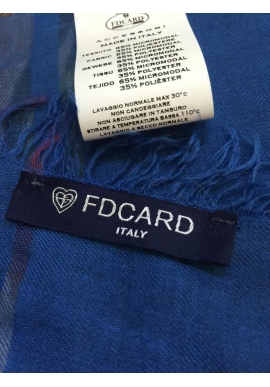 FDCARD
ACCESSORI
MADE IN ITALY
TESSUTO 65% MICROMODAL
35% POLIESTERE
FABRIC 65% MICROMODAL
35% POLYESTER
GEWEBE 65% MICROMODAL
35% POLYESTER
TISSU 65% MICROMODAL
35% POLYESTER
TEJIDO 65% MICROMODAL
35% POLIÉSTER
LAVAGGIO NORMALE MAX 30°C
NON CANDEGGIARE
NON ASCIUGARE IN TAMBURO
STIRARE A TEMPERATURA BASSA 110°C
LAVAGGIO A SECCO NORMALE
FDCARD
ITALY